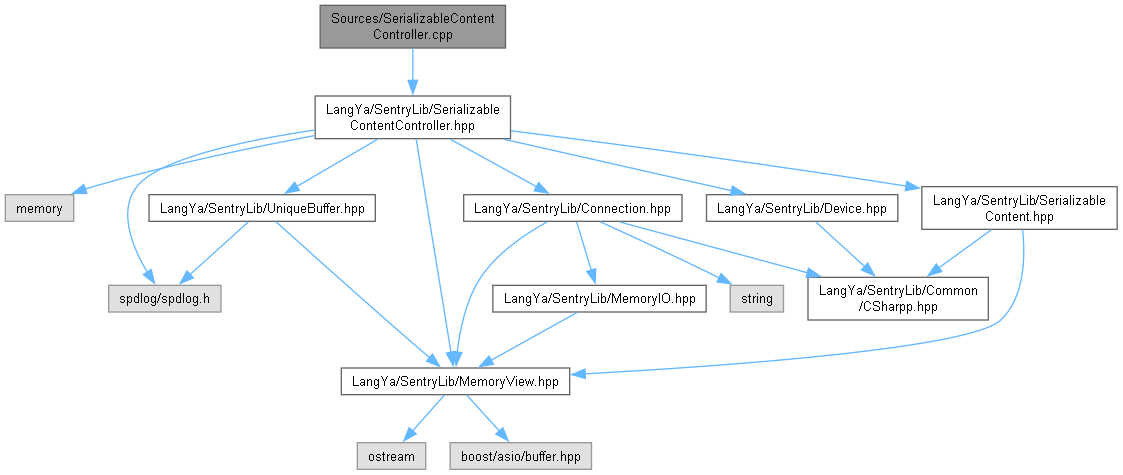 Sources/SerializableContent
Controller.cpp
LangYa/SentryLib/Serializable
ContentController.hpp
memory
LangYa/SentryLib/UniqueBuffer.hpp
LangYa/SentryLib/Connection.hpp
LangYa/SentryLib/Device.hpp
LangYa/SentryLib/Serializable
Content.hpp
spdlog/spdlog.h
LangYa/SentryLib/MemoryIO.hpp
string
LangYa/SentryLib/Common
/CSharpp.hpp
LangYa/SentryLib/MemoryView.hpp
ostream
boost/asio/buffer.hpp